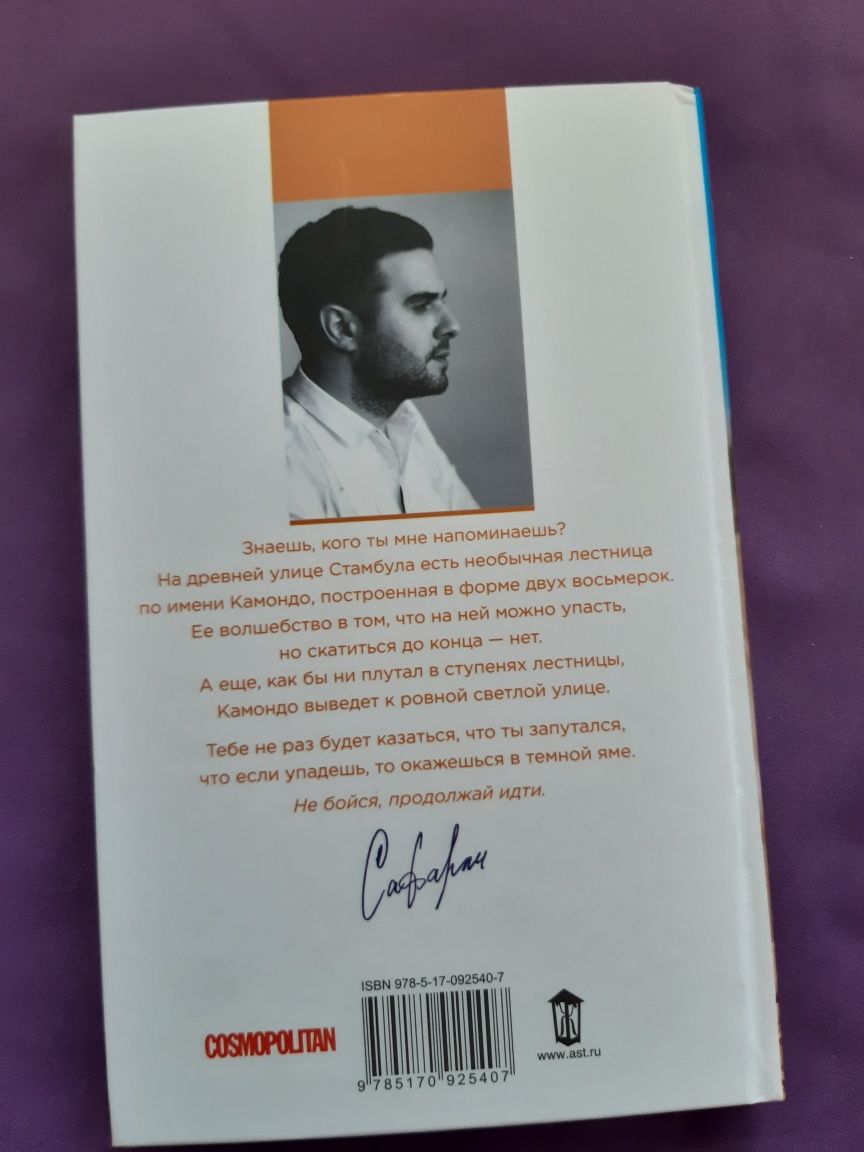 Знаешь, кого ты мне напоминаешь?
На древней улице Стамбула есть необычная лестница
по имени Камондо, построенная в форме двух восьмерок.
Ее волшебство в том, что на ней можно упасть,
но скатиться до конца — нет.
А еще, как бы ни плутал в ступенях лестницы,
Камондо выведет к ровной светлой улице.
Тебе не раз будет казаться, что ты запутался,
что если упадешь, то окажешься в темной яме.
Не бойся, продолжай идти.
Сафарли
ISBN 978-5-17-092540-7
COSMOPOLITAN
9 785170 925407
www.ast.ru